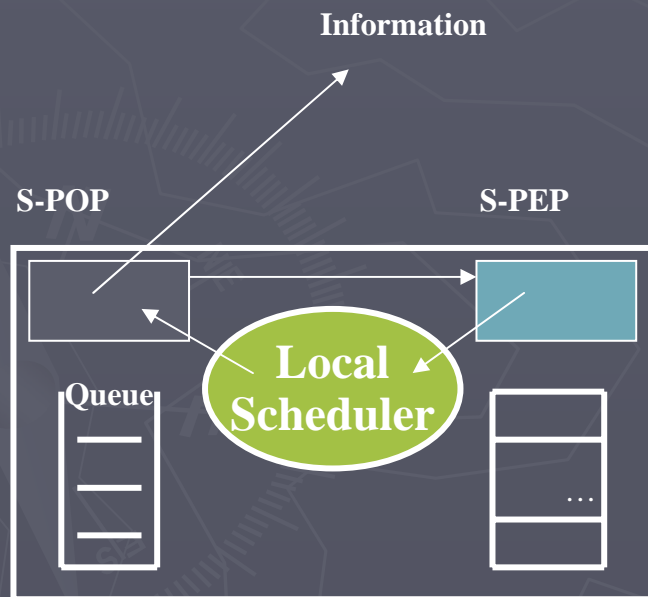 Information
S-POP
S-PEP
Local
Scheduler
Queue
...